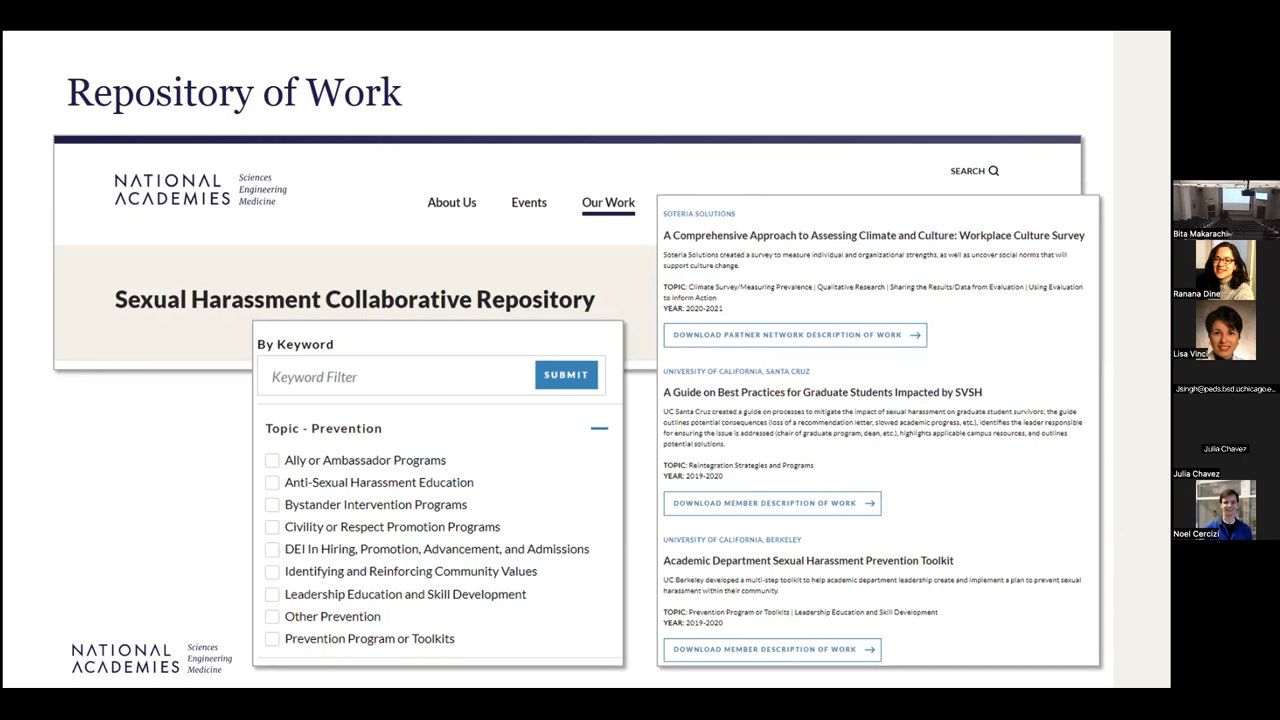 Repository of Work
NATIONAL
ACADEMIES
Sciences
Engineering
Medicine
About Us
Events
Our Work
SEARCH
Sexual Harassment Collaborative Repository
By Keyword
Keyword Filter
SUBMIT
Topic - Prevention
Ally or Ambassador Programs
Anti-Sexual Harassment Education
Bystander Intervention Programs
Civility or Respect Promotion Programs
DEI In Hiring, Promotion, Advancement, and Admissions
Identifying and Reinforcing Community Values
Leadership Education and Skill Development
Other Prevention
Prevention Program or Toolkits
SOTERIA SOLUTIONS
A Comprehensive Approach to Assessing Climate and Culture: Workplace Culture Survey
Soteria Solutions created a survey to measure individual and organizational strengths, as well as uncover social norms that will
support culture change.
TOPIC: Climate Survey/Measuring Prevalence | Qualitative Research | Sharing the Results/Data from Evaluation | Using Evaluation
to Inform Action
YEAR: 2020-2021
DOWNLOAD PARTNER NETWORK DESCRIPTION OF WORK
UNIVERSITY OF CALIFORNIA, SANTA CRUZ
A Guide on Best Practices for Graduate Students Impacted by SVSH
UC Santa Cruz created a guide on processes to mitigate the impact of sexual harassment on graduate student survivors; the guide
outlines potential consequences (loss of a recommendation letter, slowed academic progress, etc.), identifies the leader responsible
for ensuring the issue is addressed (chair of graduate program, dean, etc.), highlights applicable campus resources, and outlines
potential solutions.
TOPIC: Reintegration Strategies and Programs
YEAR: 2019-2020
DOWNLOAD MEMBER DESCRIPTION OF WORK
UNIVERSITY OF CALIFORNIA, BERKELEY
Academic Department Sexual Harassment Prevention Toolkit
UC Berkeley developed a multi-step toolkit to help academic department leadership create and implement a plan to prevent sexual
harassment within their community.
TOPIC: Prevention Program or Toolkits | Leadership Education and Skill Development
YEAR: 2019-2020
DOWNLOAD MEMBER DESCRIPTION OF WORK
NATIONAL
ACADEMIES
Sciences
Engineering
Medicine
Bita Makarachi
Ranana Dine
Lisa Vinci
Jsingh@peds.bsd.uchicago.e...
Julia Chavez
Julia Chavez
Noel Cercizi